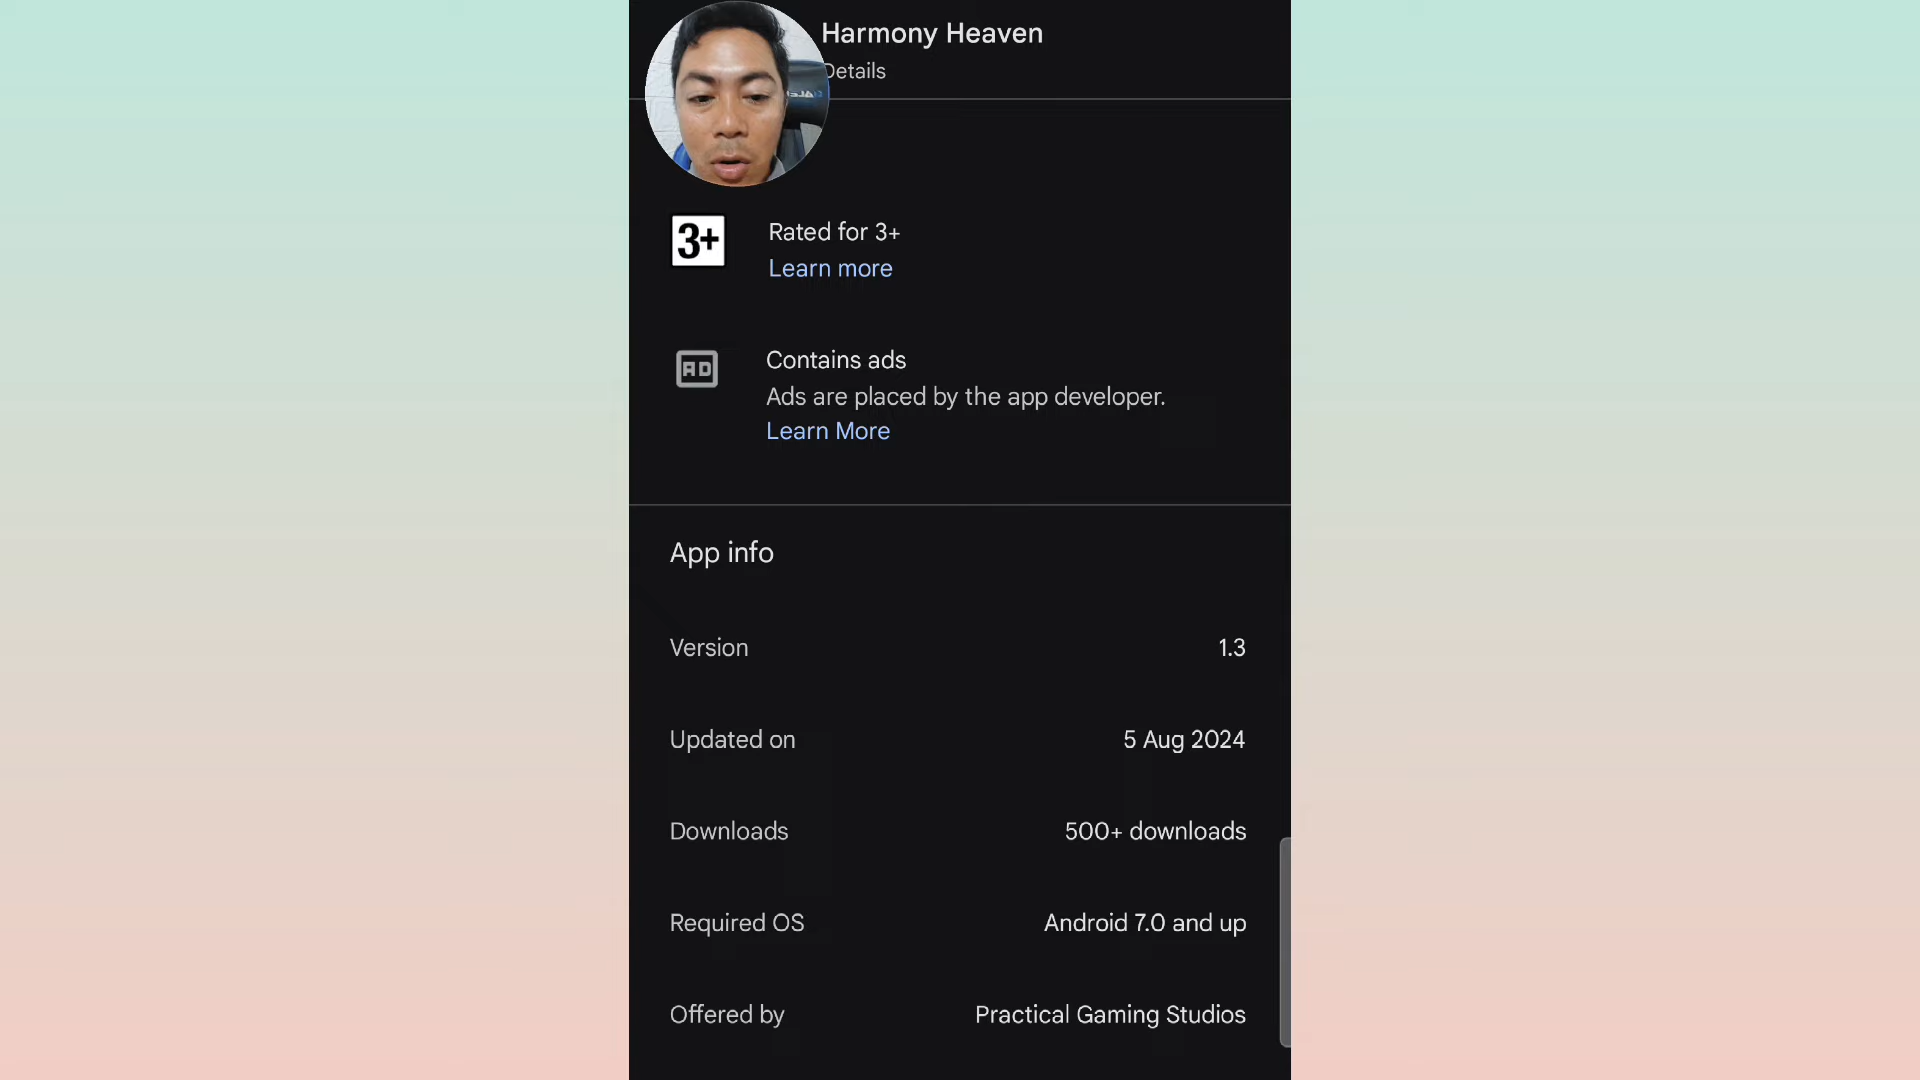 Harmony Heaven
Details
3+
Rated for 3+
Learn more
AD
Contains ads
Ads are placed by the app developer.
Learn More
App info
Version 1.3
Updated on 5 Aug 2024
Downloads 500+ downloads
Required OS Android 7.0 and up
Offered by Practical Gaming Studios